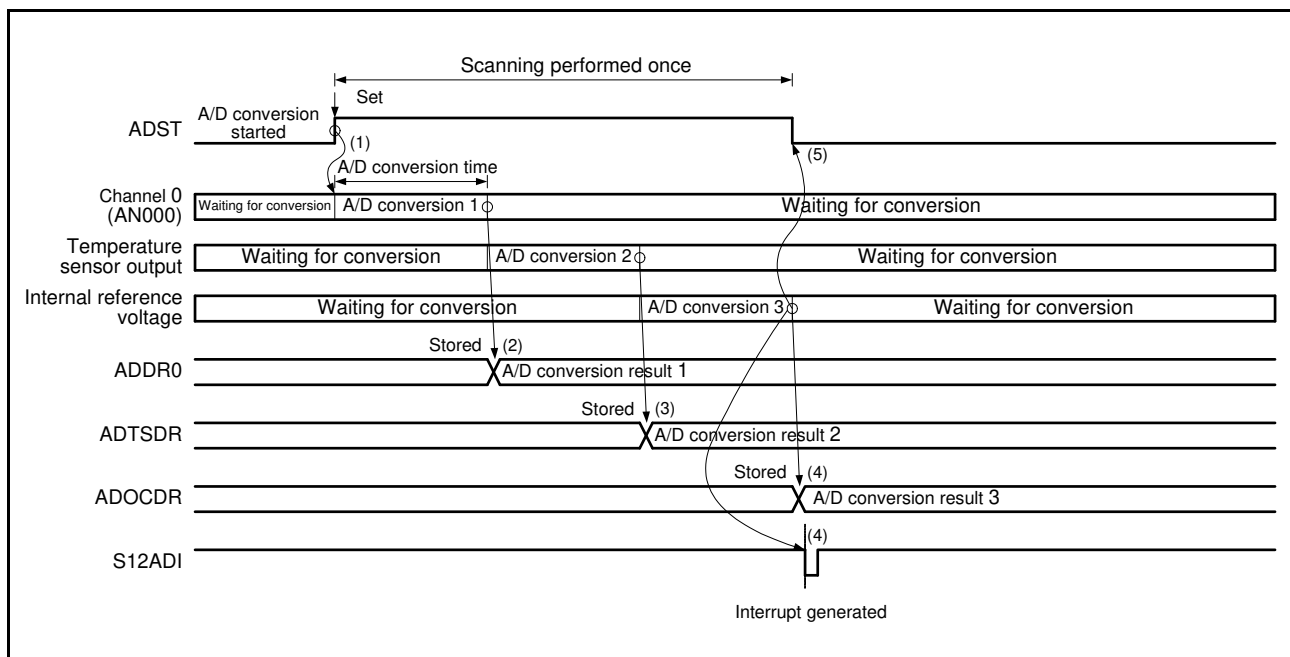 Scanning performed once
Set
A/D conversion
started
ADST
(1)
(5)
A/D conversion time
Channel 0
(AN000)
Waiting for conversion
A/D conversion 1
Waiting for conversion
Temperature
sensor output
Waiting for conversion
A/D conversion 2
Waiting for conversion
Internal reference
voltage
Waiting for conversion
A/D conversion 3
Waiting for conversion
Stored
(2)
ADDR0
A/D conversion result 1
Stored
(3)
ADTSDR
A/D conversion result 2
Stored
(4)
ADOCDR
A/D conversion result 3
(4)
S12ADI
Interrupt generated